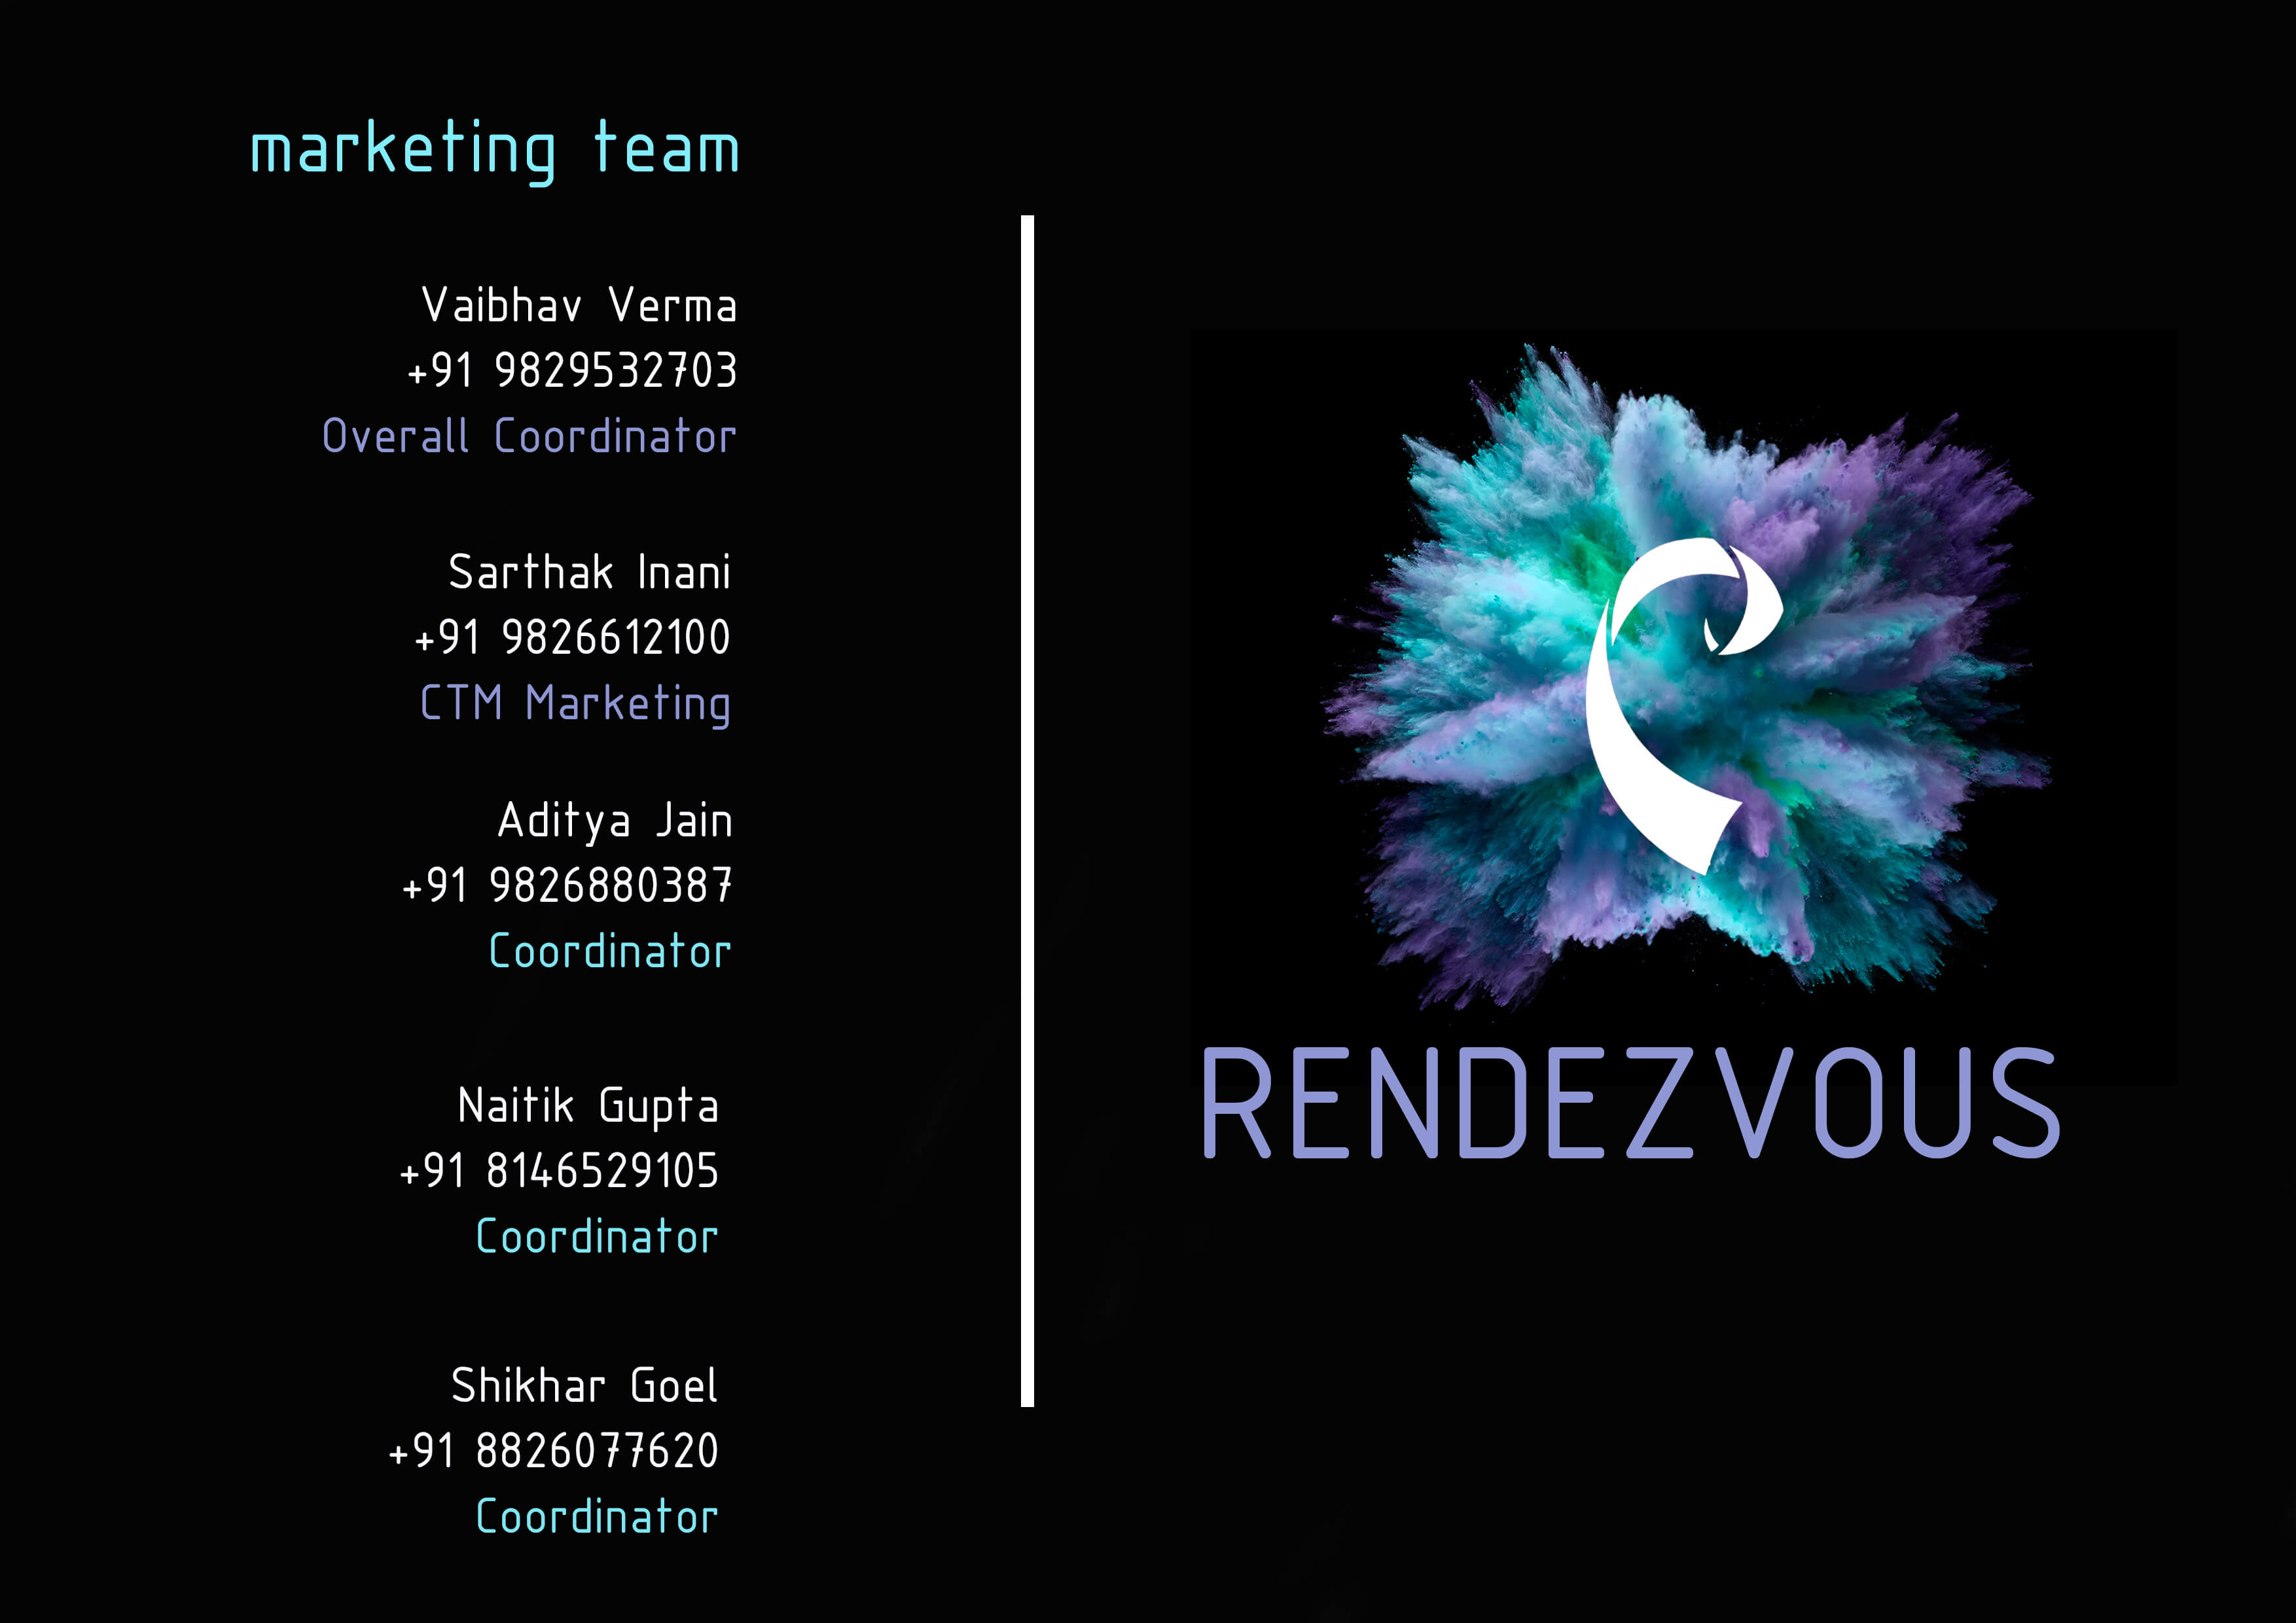 marketing team
Vaibhav Verma
+91 9829532703
Overall Coordinator
Sarthak Inani
+91 9826612100
CTM Marketing
Aditya Jain
+91 9826880387
Coordinator
Naitik Gupta
+91 8146529105
Coordinator
Shikhar Goel
+91 8826077620
Coordinator
RENDEZVOUS